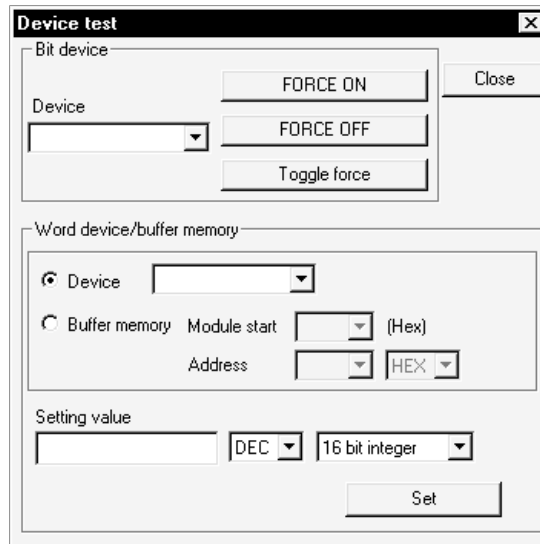 Device test
Bit device
Device
FORCE ON
FORCE OFF
Toggle force
Close
Word device/buffer memory
Device
Buffer memory Module start (Hex)
Address HEX
Setting value
DEC 16 bit integer
Set